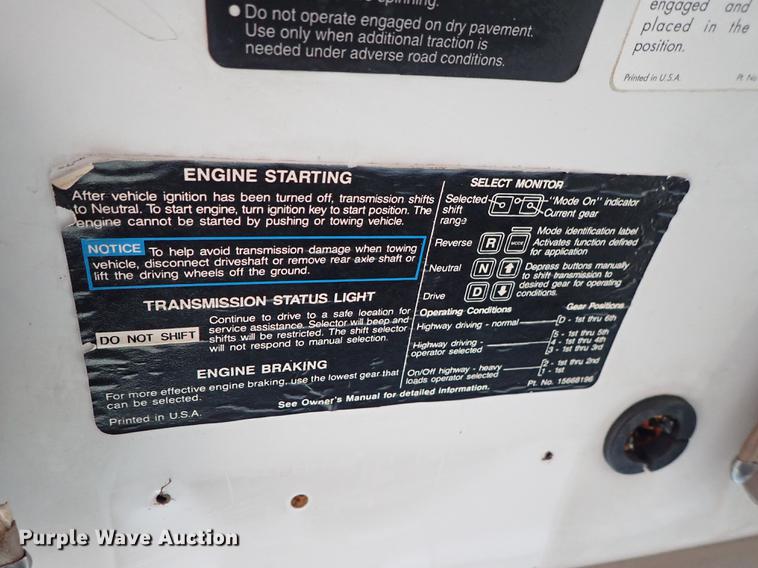 spinning.
• Do not operate engaged on dry pavement.
Use only when additional traction is
needed under adverse road conditions.
engaged and
placed in the
position.
Printed in U.S.A.
Pt. No
ENGINE STARTING
After vehicle ignition has been turned off, transmission shifts
to Neutral. To start engine, turn ignition key to start position. The
engine cannot be started by pushing or towing vehicle.
NOTICE To help avoid transmission damage when towing
vehicle, disconnect driveshaft or remove rear axle shaft or
lift the driving wheels off the ground.
TRANSMISSION STATUS LIGHT
DO NOT SHIFT
Continue to drive to a safe location for
service assistance. Selector will beep and
shifts will be restricted. The shift selector
will not respond to manual selection.
ENGINE BRAKING
For more effective engine braking, use the lowest gear that
can be selected.
Printed in U.S.A.
SELECT MONITOR
Selected
shift
range
"Mode On" indicator
Current gear
Reverse R MODE
Mode identification label
Activates function defined
for application
Neutral N ↑
Depress buttons manually
to shift transmission to
desired gear for operating
conditions.
Drive D ↓
Operating Conditions Gear Positions
Highway driving - normal D - 1st thru 6th
Highway driving -
operator selected
5 - 1st thru 5th
4 - 1st thru 4th
3 - 1st thru 3rd
On/Off highway - heavy
loads operator selected
2 - 1st thru 2nd
1 - 1st
Pt. No. 15668196
See Owner's Manual for detailed information.
Purple Wave Auction